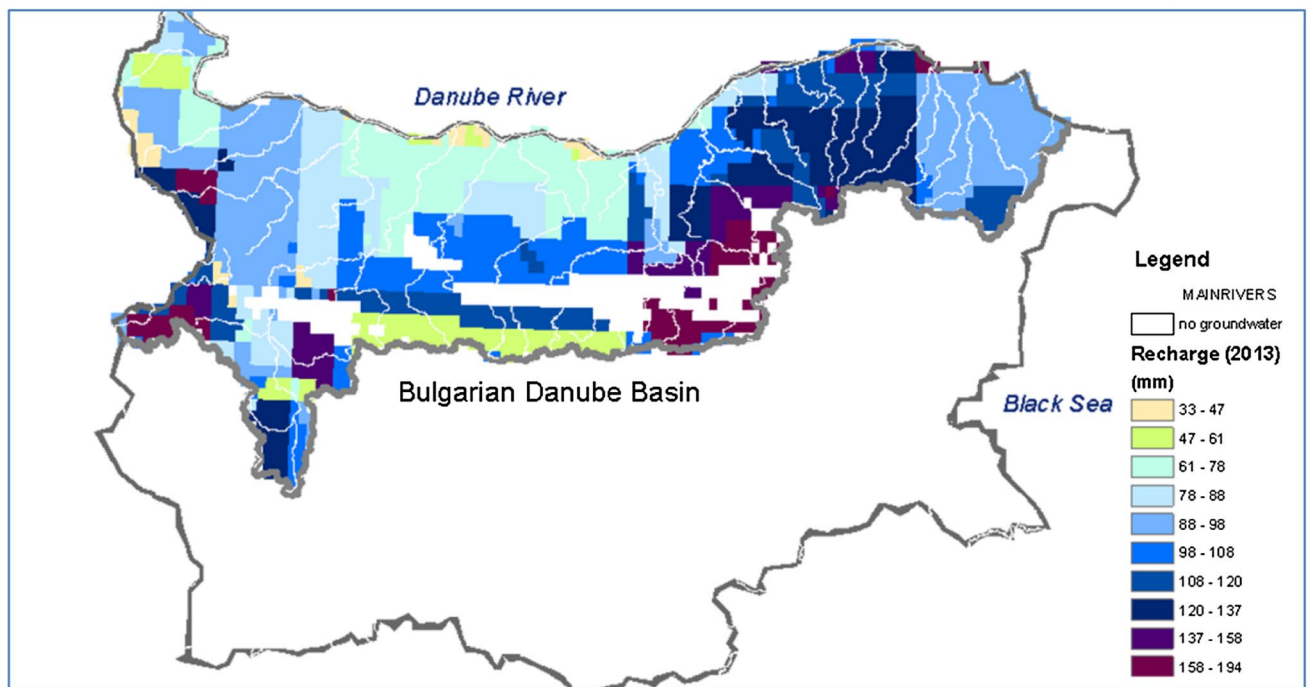 Danube River
Bulgarian Danube Basin
Black Sea
Legend
MAINRIVERS
no groundwater
Recharge (2013)
(mm)
33 - 47
47 - 61
61 - 78
78 - 88
88 - 98
98 - 108
108 - 120
120 - 137
137 - 158
158 - 194